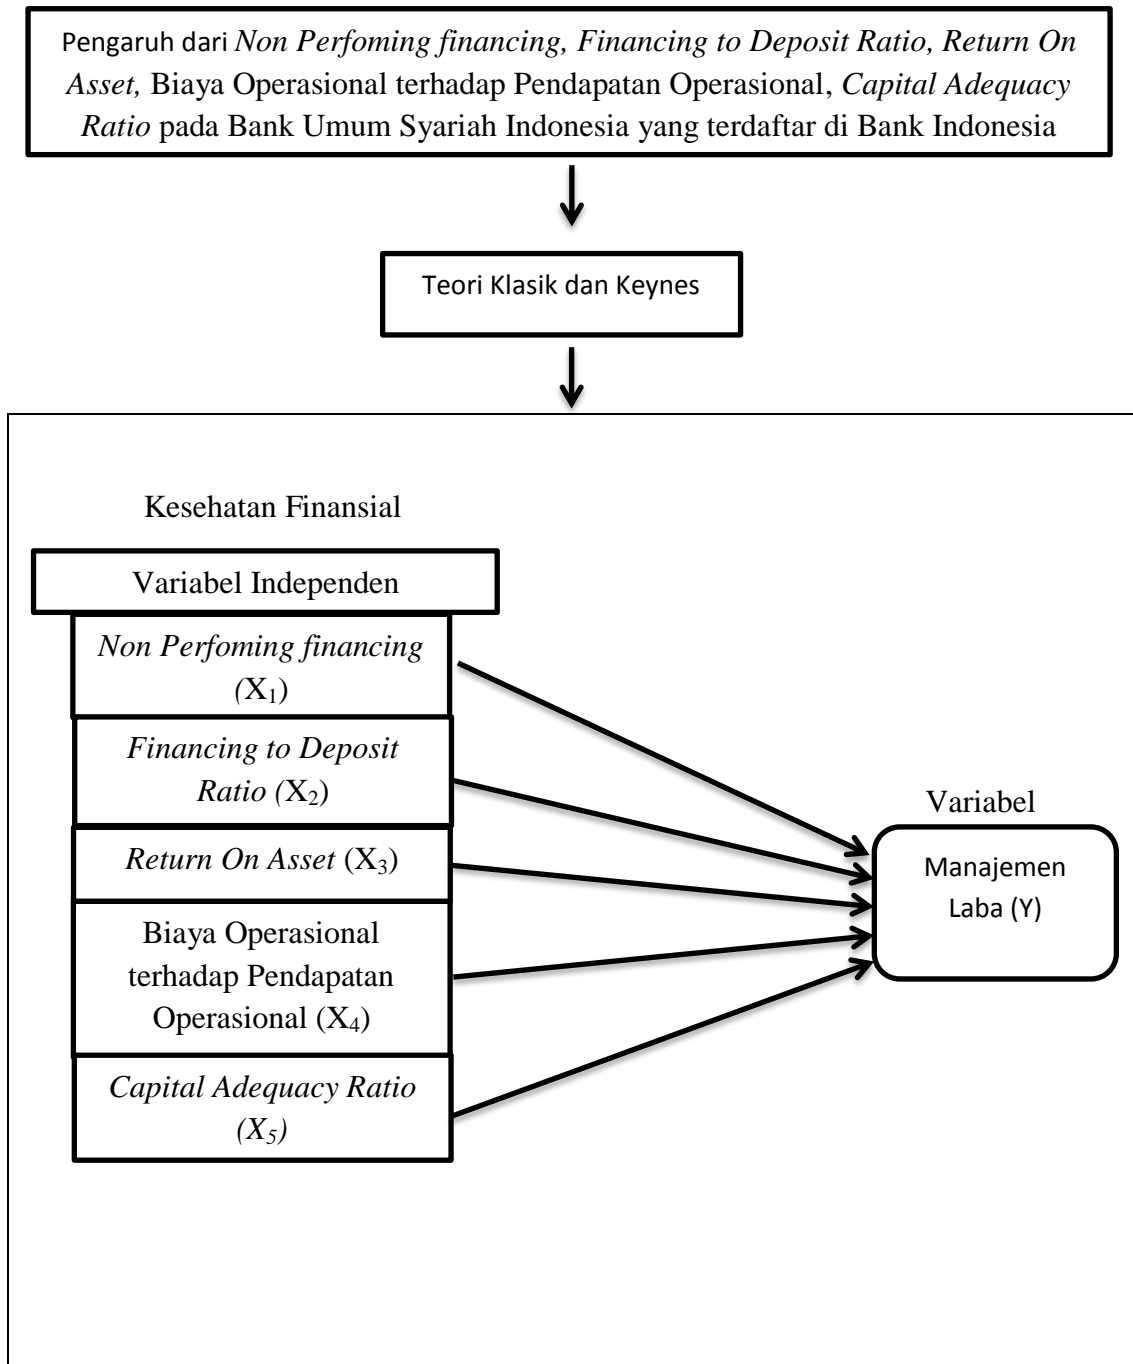 Pengaruh dari Non Perfoming financing, Financing to Deposit Ratio, Return On
Asset, Biaya Operasional terhadap Pendapatan Operasional, Capital Adequacy
Ratio pada Bank Umum Syariah Indonesia yang terdaftar di Bank Indonesia
Teori Klasik dan Keynes
Kesehatan Finansial
Variabel Independen
Non Perfoming financing
(X₁)
Financing to Deposit
Ratio (X₂)
Return On Asset (X₃)
Biaya Operasional
terhadap Pendapatan
Operasional (X₄)
Capital Adequacy Ratio
(X₅)
Variabel
Manajemen
Laba (Y)